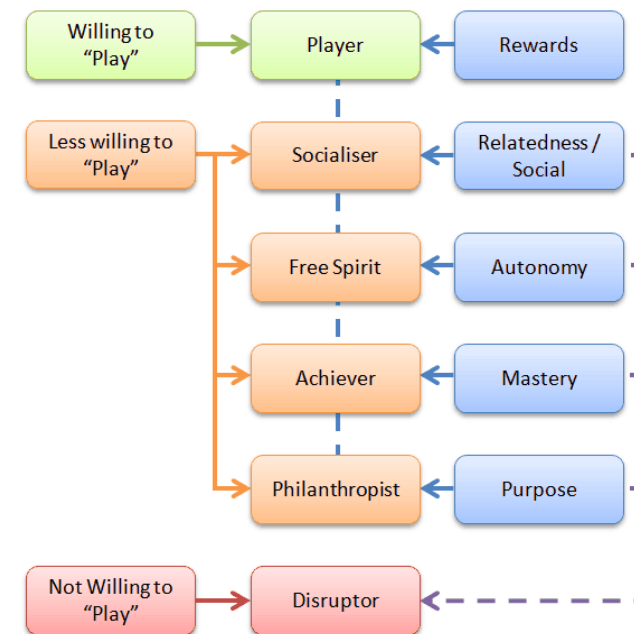 Willing to
“Play”
Player
Rewards
Less willing to
“Play”
Socialiser
Relatedness /
Social
Free Spirit
Autonomy
Achiever
Mastery
Philanthropist
Purpose
Not Willing to
“Play”
Disruptor